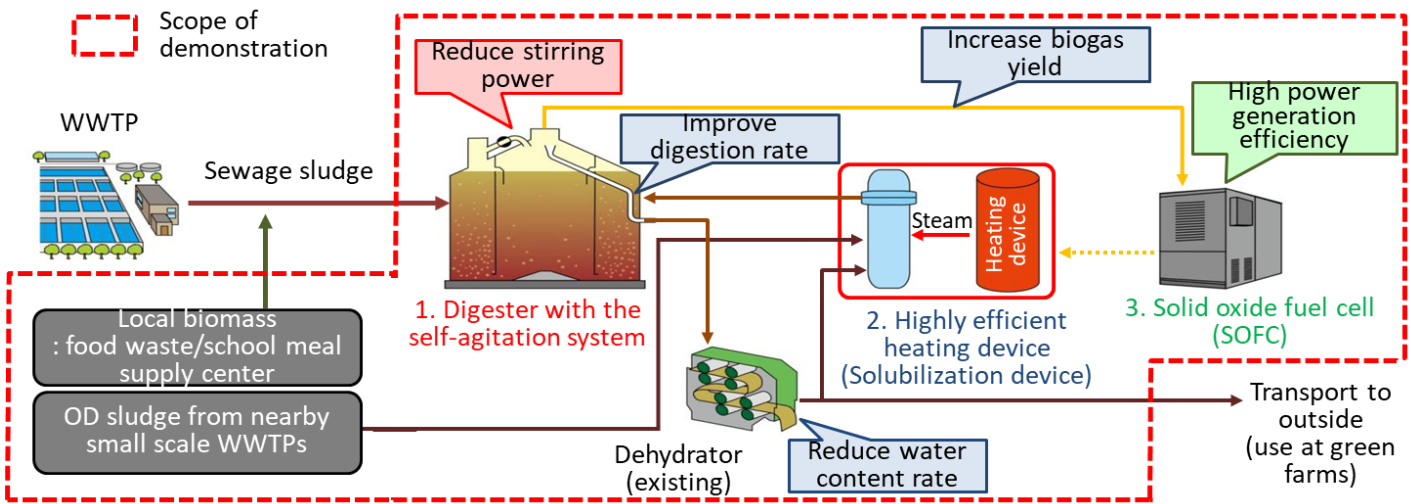 Scope of
demonstration
Reduce stirring
power
Increase biogas
yield
High power
generation
efficiency
WWTP
Improve
digestion rate
Sewage sludge
Steam
Heating
device
Local biomass
: food waste/school meal
supply center
1. Digester with the
self-agitation system
2. Highly efficient
heating device
(Solubilization device)
3. Solid oxide fuel cell
(SOFC)
OD sludge from nearby
small scale WWTPs
Dehydrator
(existing)
Reduce water
content rate
Transport to
outside
(use at green
farms)